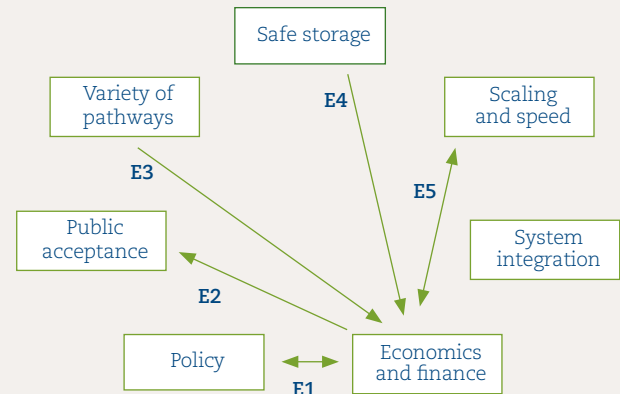 Safe storage
Variety of
pathways
E4
Scaling
and speed
E3
E5
Public
acceptance
System
integration
E2
Policy
E1
Economics
and finance